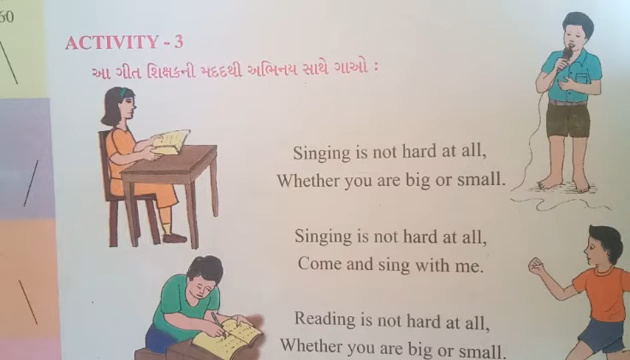 60
ACTIVITY - 3
આ ગીત શિક્ષકની મદદથી અભિનય સાથે ગાઓ :
Singing is not hard at all,
Whether you are big or small.
Singing is not hard at all,
Come and sing with me.
Reading is not hard at all,
Whether you are big or small.